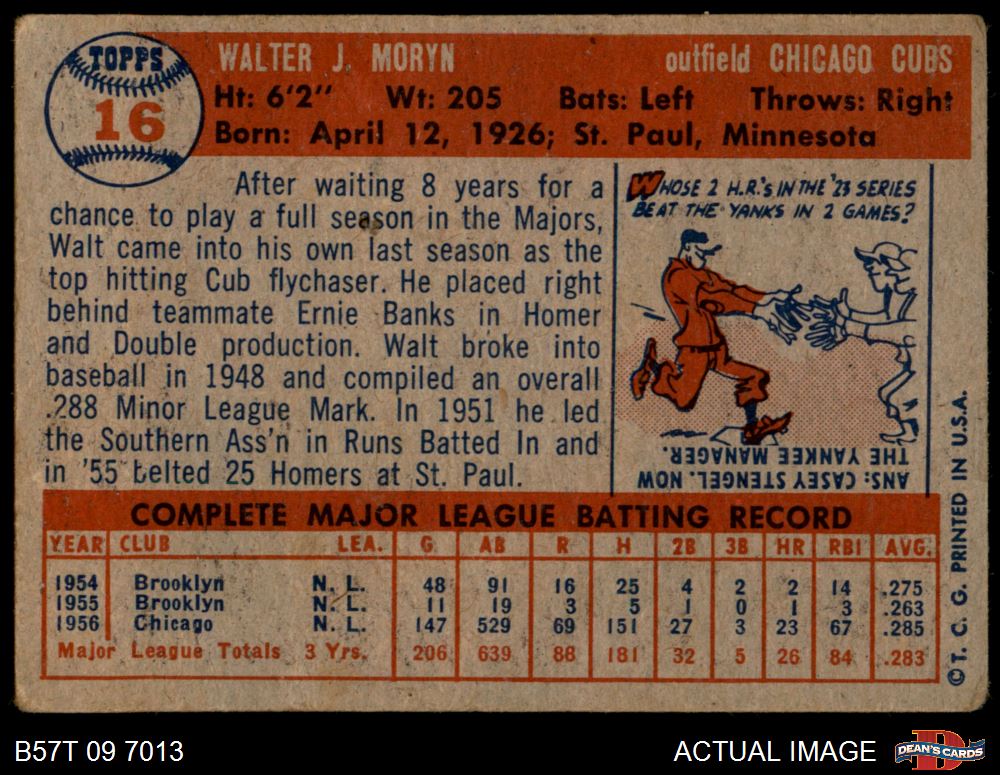 TOPPS
16
WALTER J. MORYN outfield CHICAGO CUBS
Ht: 6'2" Wt: 205 Bats: Left Throws: Right
Born: April 12, 1926; St. Paul, Minnesota
After waiting 8 years for a
chance to play a full season in the Majors,
Walt came into his own last season as the
top hitting Cub flychaser. He placed right
behind teammate Ernie Banks in Homer
and Double production. Walt broke into
baseball in 1948 and compiled an overall
.288 Minor League Mark. In 1951 he led
the Southern Ass'n in Runs Batted In and
in '55 belted 25 Homers at St. Paul.
WHOSE 2 H.R.'S IN THE '23 SERIES
BEAT THE YANKS IN 2 GAMES?
ANS: CASEY STENGEL. NOW
THE YANKEE MANAGER.
COMPLETE MAJOR LEAGUE BATTING RECORD
YEAR CLUB LEA. G AB R H 2B 3B HR RBI AVG.
1954 Brooklyn N. L. 48 91 16 25 4 2 2 14 .275
1955 Brooklyn N. L. 11 19 3 5 1 0 1 3 .263
1956 Chicago N. L. 147 529 69 151 27 3 23 67 .285
Major League Totals 3 Yrs. 206 639 88 181 32 5 26 84 .283
© T. C. G. PRINTED IN U.S.A.
B57T 09 7013
ACTUAL IMAGE
D
DEAN'S CARDS